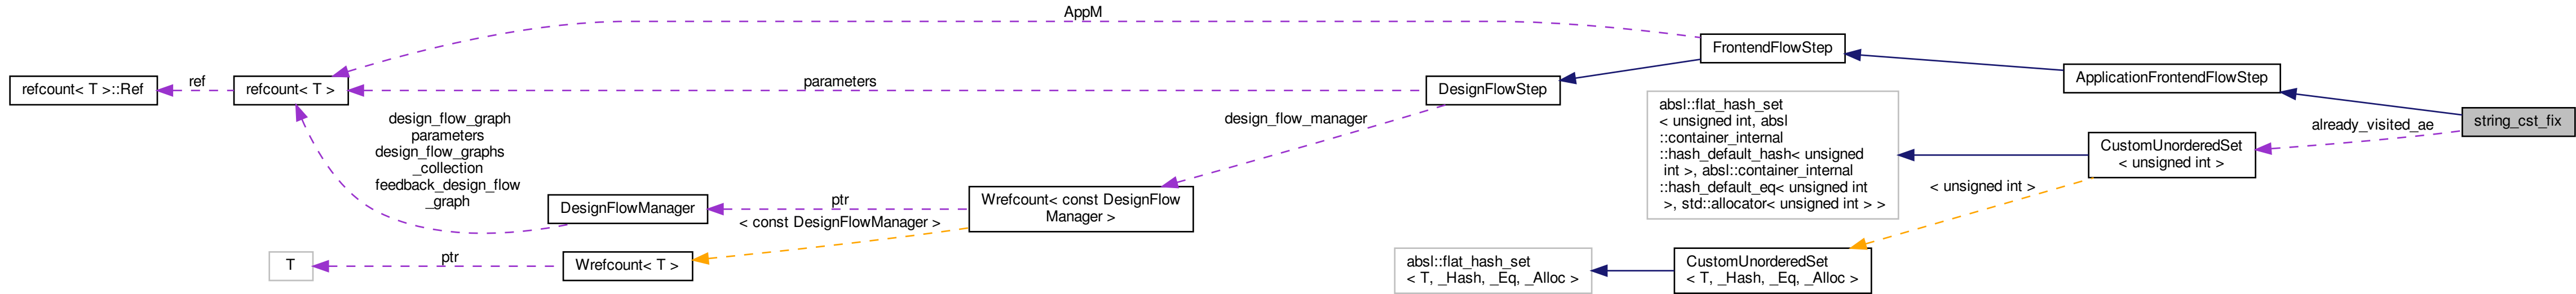 AppM
FrontendFlowStep
refcount< T >::Ref
ref
refcount< T >
parameters
DesignFlowStep
ApplicationFrontendFlowStep
design_flow_graph
parameters
design_flow_graphs
_collection
feedback_design_flow
_graph
design_flow_manager
absl::flat_hash_set
< unsigned int, absl
::container_internal
::hash_default_hash< unsigned
int >, absl::container_internal
::hash_default_eq< unsigned int
>, std::allocator< unsigned int > >
already_visited_ae
string_cst_fix
CustomUnorderedSet
< unsigned int >
< unsigned int >
DesignFlowManager
ptr
< const DesignFlowManager >
Wrefcount< const DesignFlow
Manager >
T
ptr
Wrefcount< T >
absl::flat_hash_set
< T, _Hash, _Eq, _Alloc >
CustomUnorderedSet
< T, _Hash, _Eq, _Alloc >